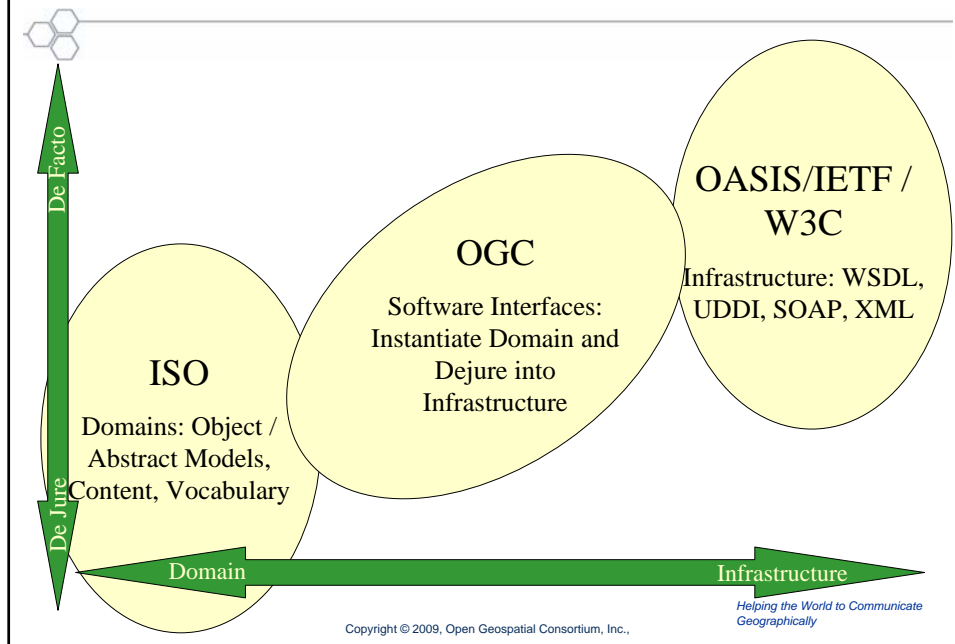 De Facto
OASIS/IETF /
W3C
Infrastructure: WSDL,
UDDI, SOAP, XML
OGC
Software Interfaces:
Instantiate Domain and
Dejure into
Infrastructure
ISO
Domains: Object /
Abstract Models,
Content, Vocabulary
De Jure
Domain
Infrastructure
Helping the World to Communicate
Geographically
Copyright © 2009, Open Geospatial Consortium, Inc.,